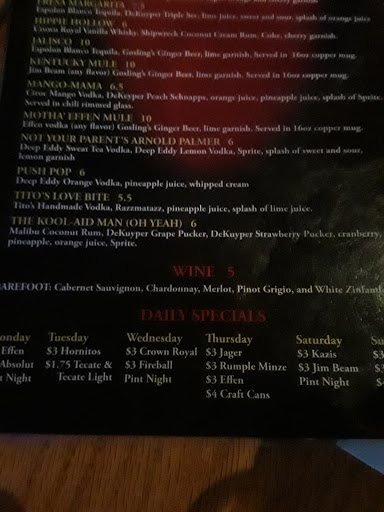 FRESA MARGARITA 7.5
Espolon Blanco Tequila, DeKuyper Triple Sec, lime juice, sweet and sour, splash of orange juice
HIPPIE HOLLOW 6
Crown Royal Vanilla Whisky, Shipwreck Coconut Cream Rum, Coke, cherry garnish.
JALISCO 10
Espolon Blanco Tequila, Gosling's Ginger Beer, lime garnish. Served in 16oz copper mug.
KENTUCKY MULE 10
Jim Beam (any flavor) Gosling's Ginger Beer, lime garnish. Served in 16oz copper mug.
MANGO-MAMA 6.5
Ciroc Mango Vodka, DeKuyper Peach Schnapps, orange juice, pineapple juice, splash of Sprite.
Served in chili rimmed glass.
MOTHA' EFFEN MULE 10
Effen vodka (any flavor) Gosling's Ginger Beer, lime garnish. Served in 16oz copper mug.
NOT YOUR PARENT'S ARNOLD PALMER 6
Deep Eddy Sweat Tea Vodka, Deep Eddy Lemon Vodka, Sprite, splash of sweet and sour,
lemon garnish
PUSH POP 6
Deep Eddy Orange Vodka, pineapple juice, whipped cream
TITO'S LOVE BITE 5.5
Tito's Handmade Vodka, Razzmatazz, pineapple juice, splash of lime juice.
THE KOOL-AID MAN (OH YEAH) 6
Malibu Coconut Rum, DeKuyper Grape Pucker, DeKuyper Strawberry Pucker, cranberry,
pineapple, orange juice, Sprite.
WINE 5
AREFOOT: Cabernet Sauvignon, Chardonnay, Merlot, Pinot Grigio, and White Zinfande
DAILY SPECIALS
onday Tuesday Wednesday Thursday Saturday Su
Effen $3 Hornitos $3 Crown Royal $3 Jager $3 Kazis $3
Absolut $1.75 Tecate & $3 Fireball $3 Rumple Minze $3 Jim Beam $3
t Night Tecate Light Pint Night $3 Effen Pint Night $
$4 Craft Cans